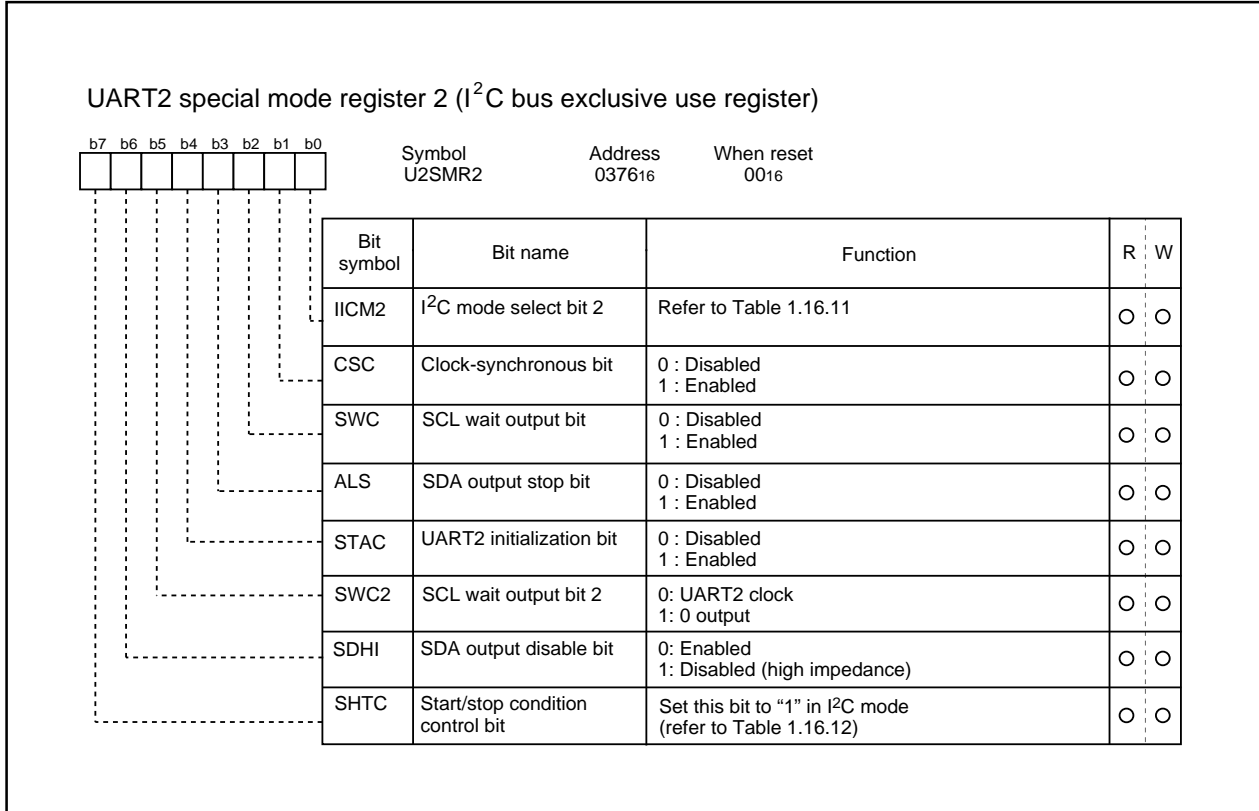 UART2 special mode register 2 (I2C bus exclusive use register)
b7 b6 b5 b4 b3 b2 b1 b0
Symbol Address When reset
U2SMR2 037616 0016
Bit symbol Bit name Function R W
IICM2 I2C mode select bit 2 Refer to Table 1.16.11 O O
CSC Clock-synchronous bit 0 : Disabled
1 : Enabled O O
SWC SCL wait output bit 0 : Disabled
1 : Enabled O O
ALS SDA output stop bit 0 : Disabled
1 : Enabled O O
STAC UART2 initialization bit 0 : Disabled
1 : Enabled O O
SWC2 SCL wait output bit 2 0: UART2 clock
1: 0 output O O
SDHI SDA output disable bit 0: Enabled
1: Disabled (high impedance) O O
SHTC Start/stop condition control bit Set this bit to “1” in I2C mode
(refer to Table 1.16.12) O O